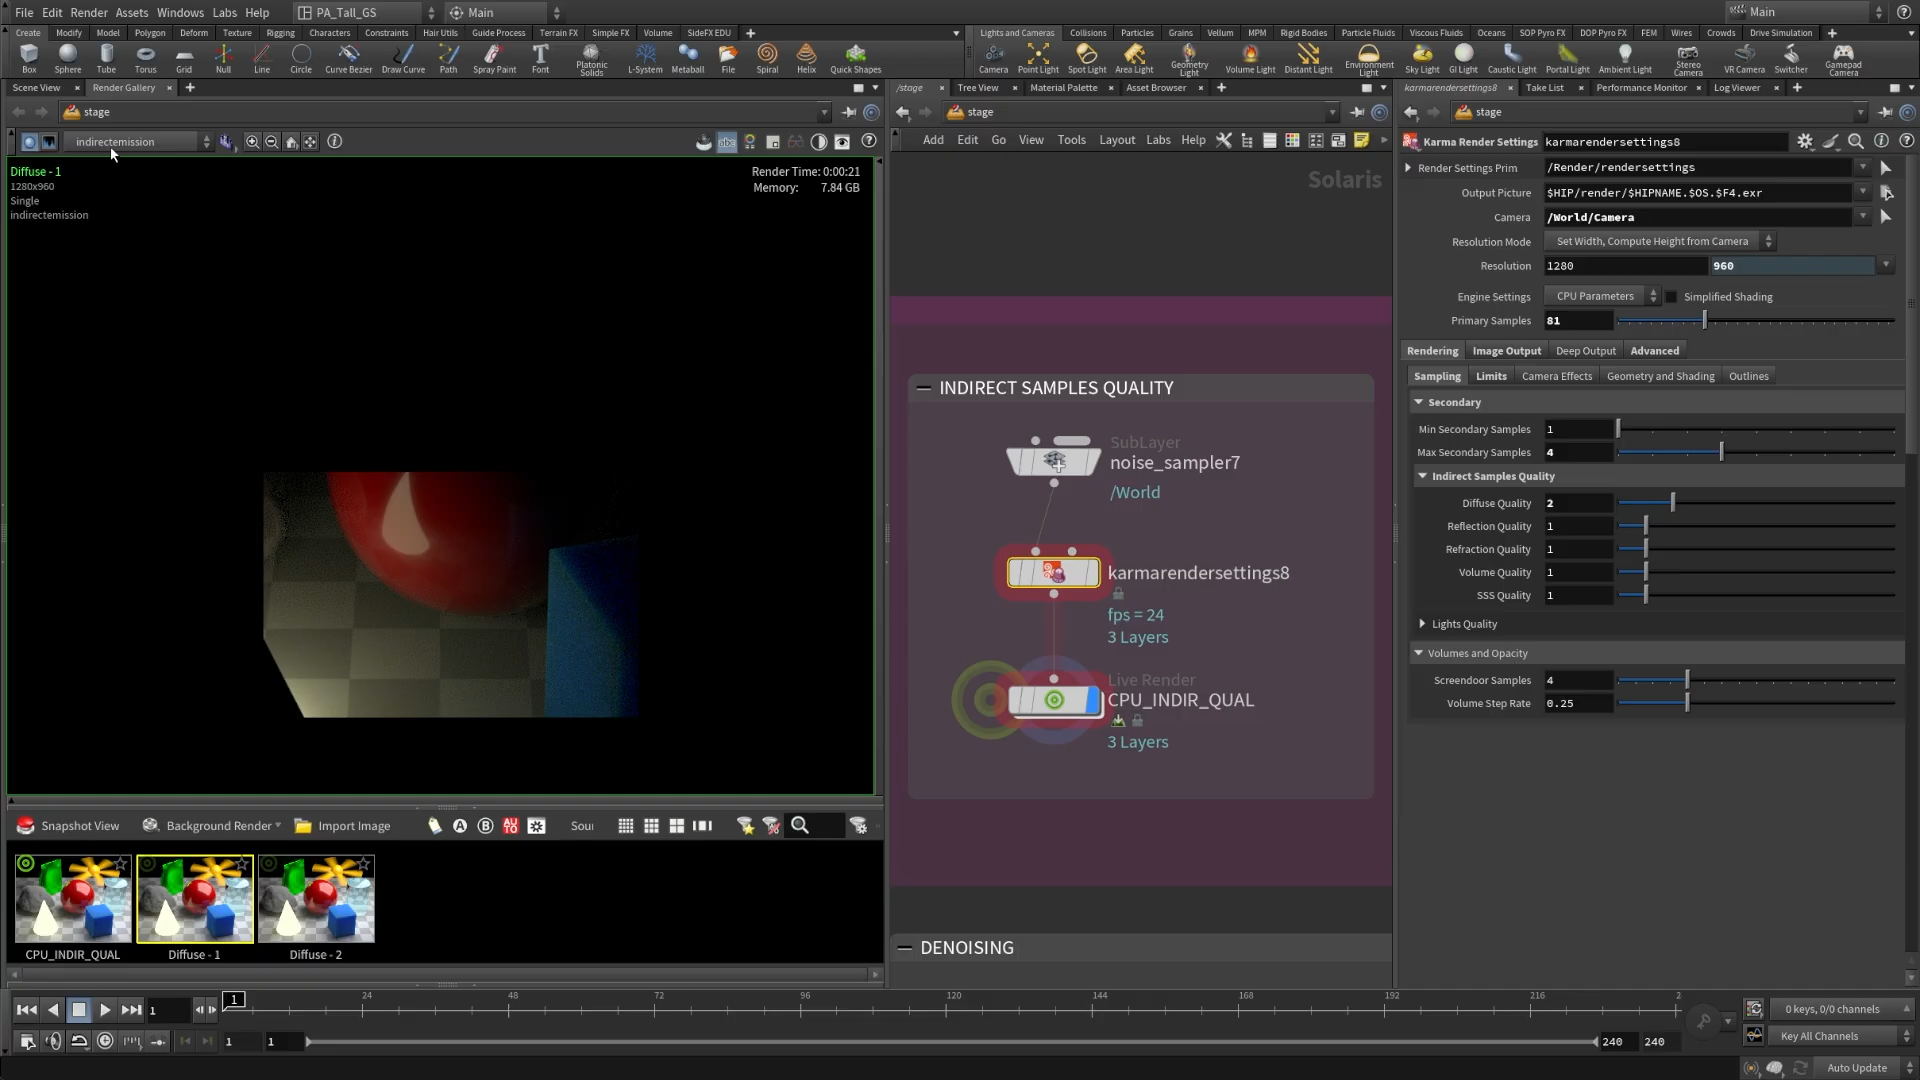 File Edit Render Assets Windows Labs Help PA_Tall_GS Main Main
Create Modify Model Polygon Deform Texture Rigging Characters Constraints Hair Utils Guide Process Terrain FX Simple FX Volume SideFX EDU
Lights and Cameras Collisions Particles Grains Vellum MPM Rigid Bodies Particle Fluids Viscous Fluids Oceans SOP Pyro FX DOP Pyro FX FEM Wires Crowds Drive Simulation
Box Sphere Tube Torus Grid Null Line Circle Curve Bezier Draw Curve Path Spray Paint Font Platonic Solids L-System Metaball File Spiral Helix Quick Shapes
Camera Point Light Spot Light Area Light Geometry Light Volume Light Distant Light Environment Light Sky Light GI Light Caustic Light Portal Light Ambient Light Stereo Camera VR Camera Switcher Gamepad Camera
Scene View Render Gallery
stage
indirectemission
Diffuse - 1
1280x960
Single
indirectemission
Render Time: 0:00:21
Memory: 7.84 GB
Snapshot View Background Render Import Image A B AUTO Sour
CPU_INDIR_QUAL Diffuse - 1 Diffuse - 2
/stage Tree View Material Palette Asset Browser
stage
Add Edit Go View Tools Layout Labs Help
Solaris
INDIRECT SAMPLES QUALITY
SubLayer
noise_sampler7
/World
karmarendersettings8
fps = 24
3 Layers
Live Render
CPU_INDIR_QUAL
3 Layers
DENOISING
karmarendersettings8 Take List Performance Monitor Log Viewer
stage
Karma Render Settings karmarendersettings8
Render Settings Prim /Render/rendersettings
Output Picture $HIP/render/$HIPNAME.$OS.$F4.exr
Camera /World/Camera
Resolution Mode Set Width, Compute Height from Camera
Resolution 1280 960
Engine Settings CPU Parameters Simplified Shading
Primary Samples 81
Rendering Image Output Deep Output Advanced
Sampling Limits Camera Effects Geometry and Shading Outlines
Secondary
Min Secondary Samples 1
Max Secondary Samples 4
Indirect Samples Quality
Diffuse Quality 2
Reflection Quality 1
Refraction Quality 1
Volume Quality 1
SSS Quality 1
Lights Quality
Volumes and Opacity
Screendoor Samples 4
Volume Step Rate 0.25
1 1 24 48 72 96 120 144 168 192 216 2
0 keys, 0/0 channels
1 1 240 240 Key All Channels
Auto Update